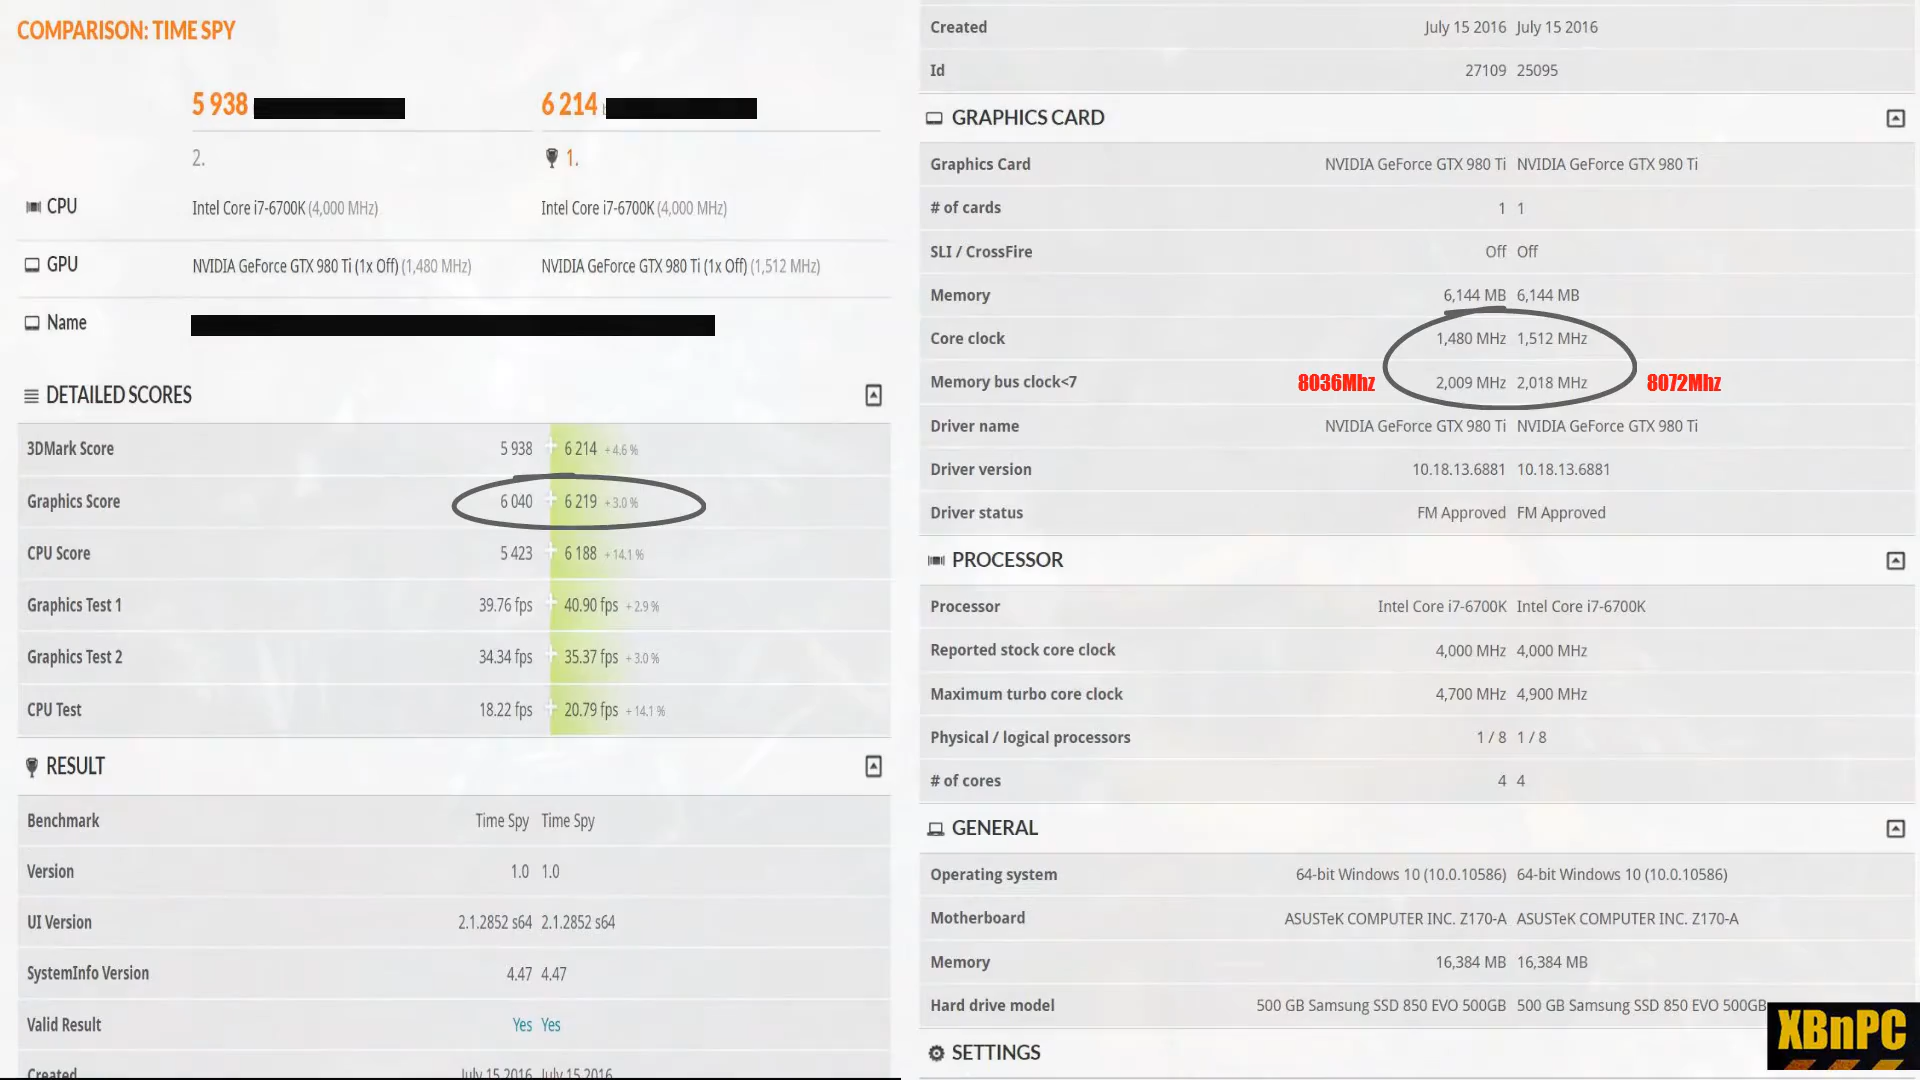 COMPARISON: TIME SPY
5 938 6 214
2. 1.
CPU Intel Core i7-6700K (4,000 MHz) Intel Core i7-6700K (4,000 MHz)
GPU NVIDIA GeForce GTX 980 Ti (1x Off) (1,480 MHz) NVIDIA GeForce GTX 980 Ti (1x Off) (1,512 MHz)
Name
DETAILED SCORES
3DMark Score 5 938 6 214 + 4.6 %
Graphics Score 6 040 6 219 + 3.0 %
CPU Score 5 423 6 188 + 14.1 %
Graphics Test 1 39.76 fps 40.90 fps + 2.9 %
Graphics Test 2 34.34 fps 35.37 fps + 3.0 %
CPU Test 18.22 fps 20.79 fps + 14.1 %
RESULT
Benchmark Time Spy Time Spy
Version 1.0 1.0
UI Version 2.1.2852 s64 2.1.2852 s64
SystemInfo Version 4.47 4.47
Valid Result Yes Yes
Created July 15 2016 July 15 2016
Created July 15 2016 July 15 2016
Id 27109 25095
GRAPHICS CARD
Graphics Card NVIDIA GeForce GTX 980 Ti NVIDIA GeForce GTX 980 Ti
# of cards 1 1
SLI / CrossFire Off Off
Memory 6,144 MB 6,144 MB
Core clock 1,480 MHz 1,512 MHz
Memory bus clock<7 8036Mhz 2,009 MHz 2,018 MHz 8072Mhz
Driver name NVIDIA GeForce GTX 980 Ti NVIDIA GeForce GTX 980 Ti
Driver version 10.18.13.6881 10.18.13.6881
Driver status FM Approved FM Approved
PROCESSOR
Processor Intel Core i7-6700K Intel Core i7-6700K
Reported stock core clock 4,000 MHz 4,000 MHz
Maximum turbo core clock 4,700 MHz 4,900 MHz
Physical / logical processors 1 / 8 1 / 8
# of cores 4 4
GENERAL
Operating system 64-bit Windows 10 (10.0.10586) 64-bit Windows 10 (10.0.10586)
Motherboard ASUSTeK COMPUTER INC. Z170-A ASUSTeK COMPUTER INC. Z170-A
Memory 16,384 MB 16,384 MB
Hard drive model 500 GB Samsung SSD 850 EVO 500GB 500 GB Samsung SSD 850 EVO 500GB
SETTINGS
XBnPC